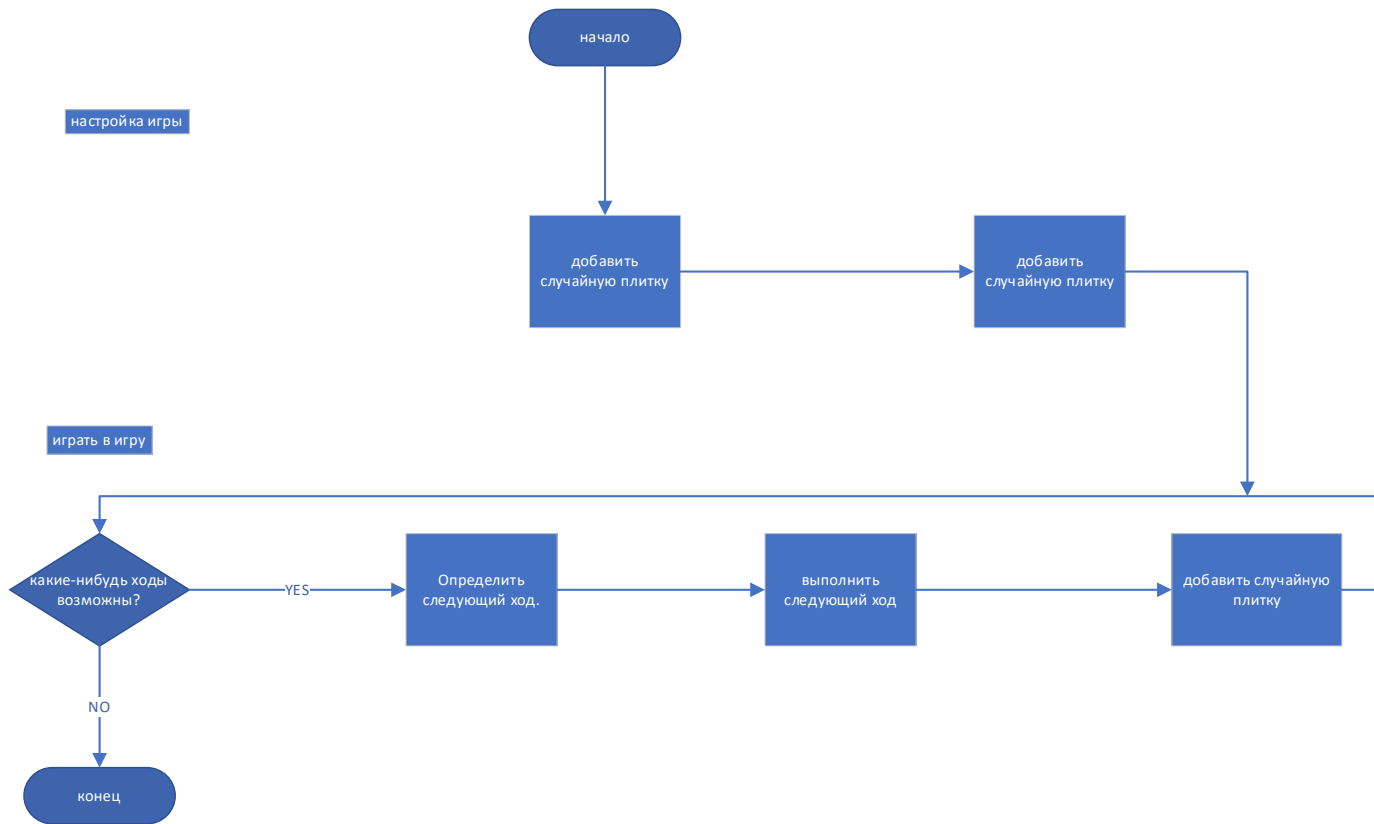 начало
настройка игры
добавить
случайную плитку
добавить
случайную плитку
играть в игру
какие-нибудь ходы
возможны?
YES
Определить
следующий ход.
выполнить
следующий ход
добавить случайную
плитку
NO
конец